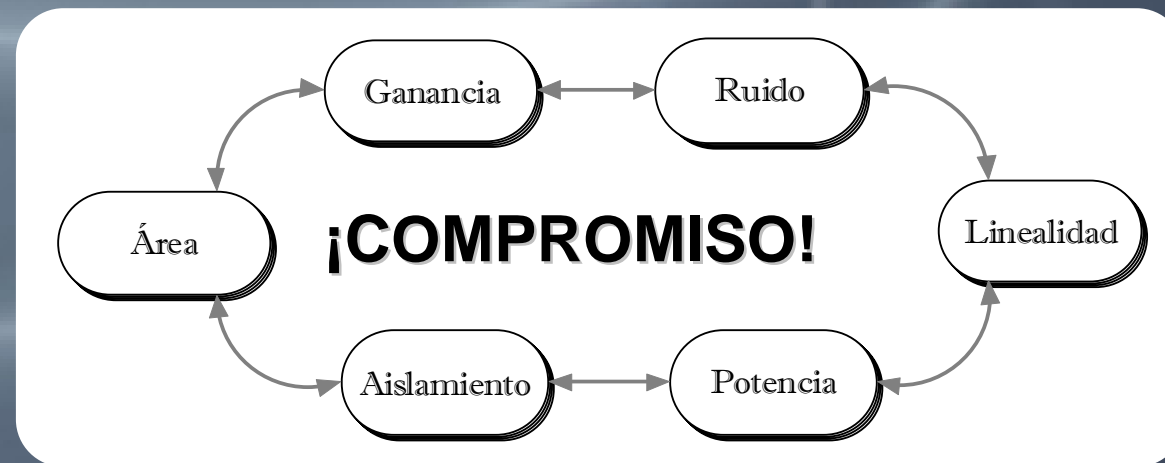 Ganancia
Ruido
Área
¡COMPROMISO!
Linealidad
Aislamiento
Potencia